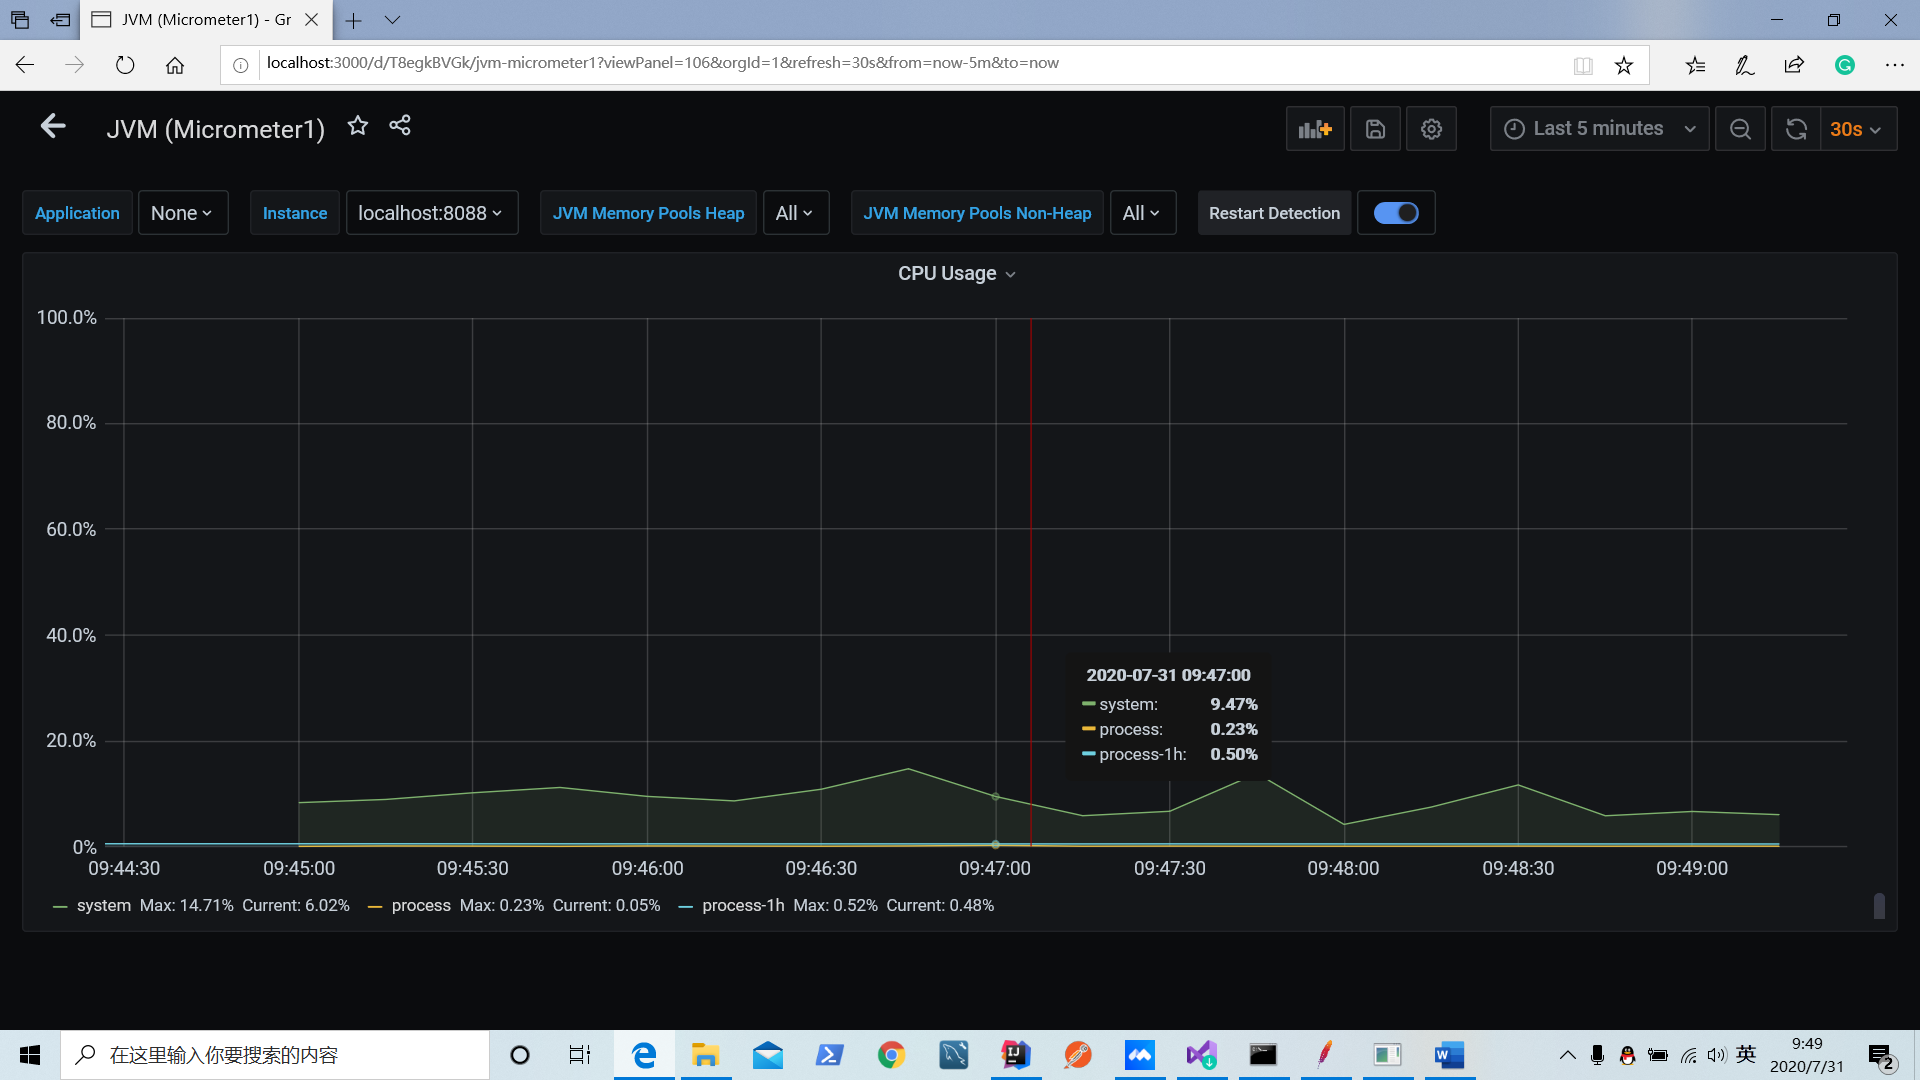 JVM (Micrometer1) - Gr
localhost:3000/d/T8egkBVGk/jvm-micrometer1?viewPanel=106&orgId=1&refresh=30s&from=now-5m&to=now
JVM (Micrometer1)
Last 5 minutes
30s
Application None Instance localhost:8088 JVM Memory Pools Heap All JVM Memory Pools Non-Heap All Restart Detection
CPU Usage
100.0%
80.0%
60.0%
40.0%
20.0%
0%
2020-07-31 09:47:00
system: 9.47%
process: 0.23%
process-1h: 0.50%
09:44:30 09:45:00 09:45:30 09:46:00 09:46:30 09:47:00 09:47:30 09:48:00 09:48:30 09:49:00
system Max: 14.71% Current: 6.02% process Max: 0.23% Current: 0.05% process-1h Max: 0.52% Current: 0.48%
在这里输入你要搜索的内容
英
9:49
2020/7/31
2